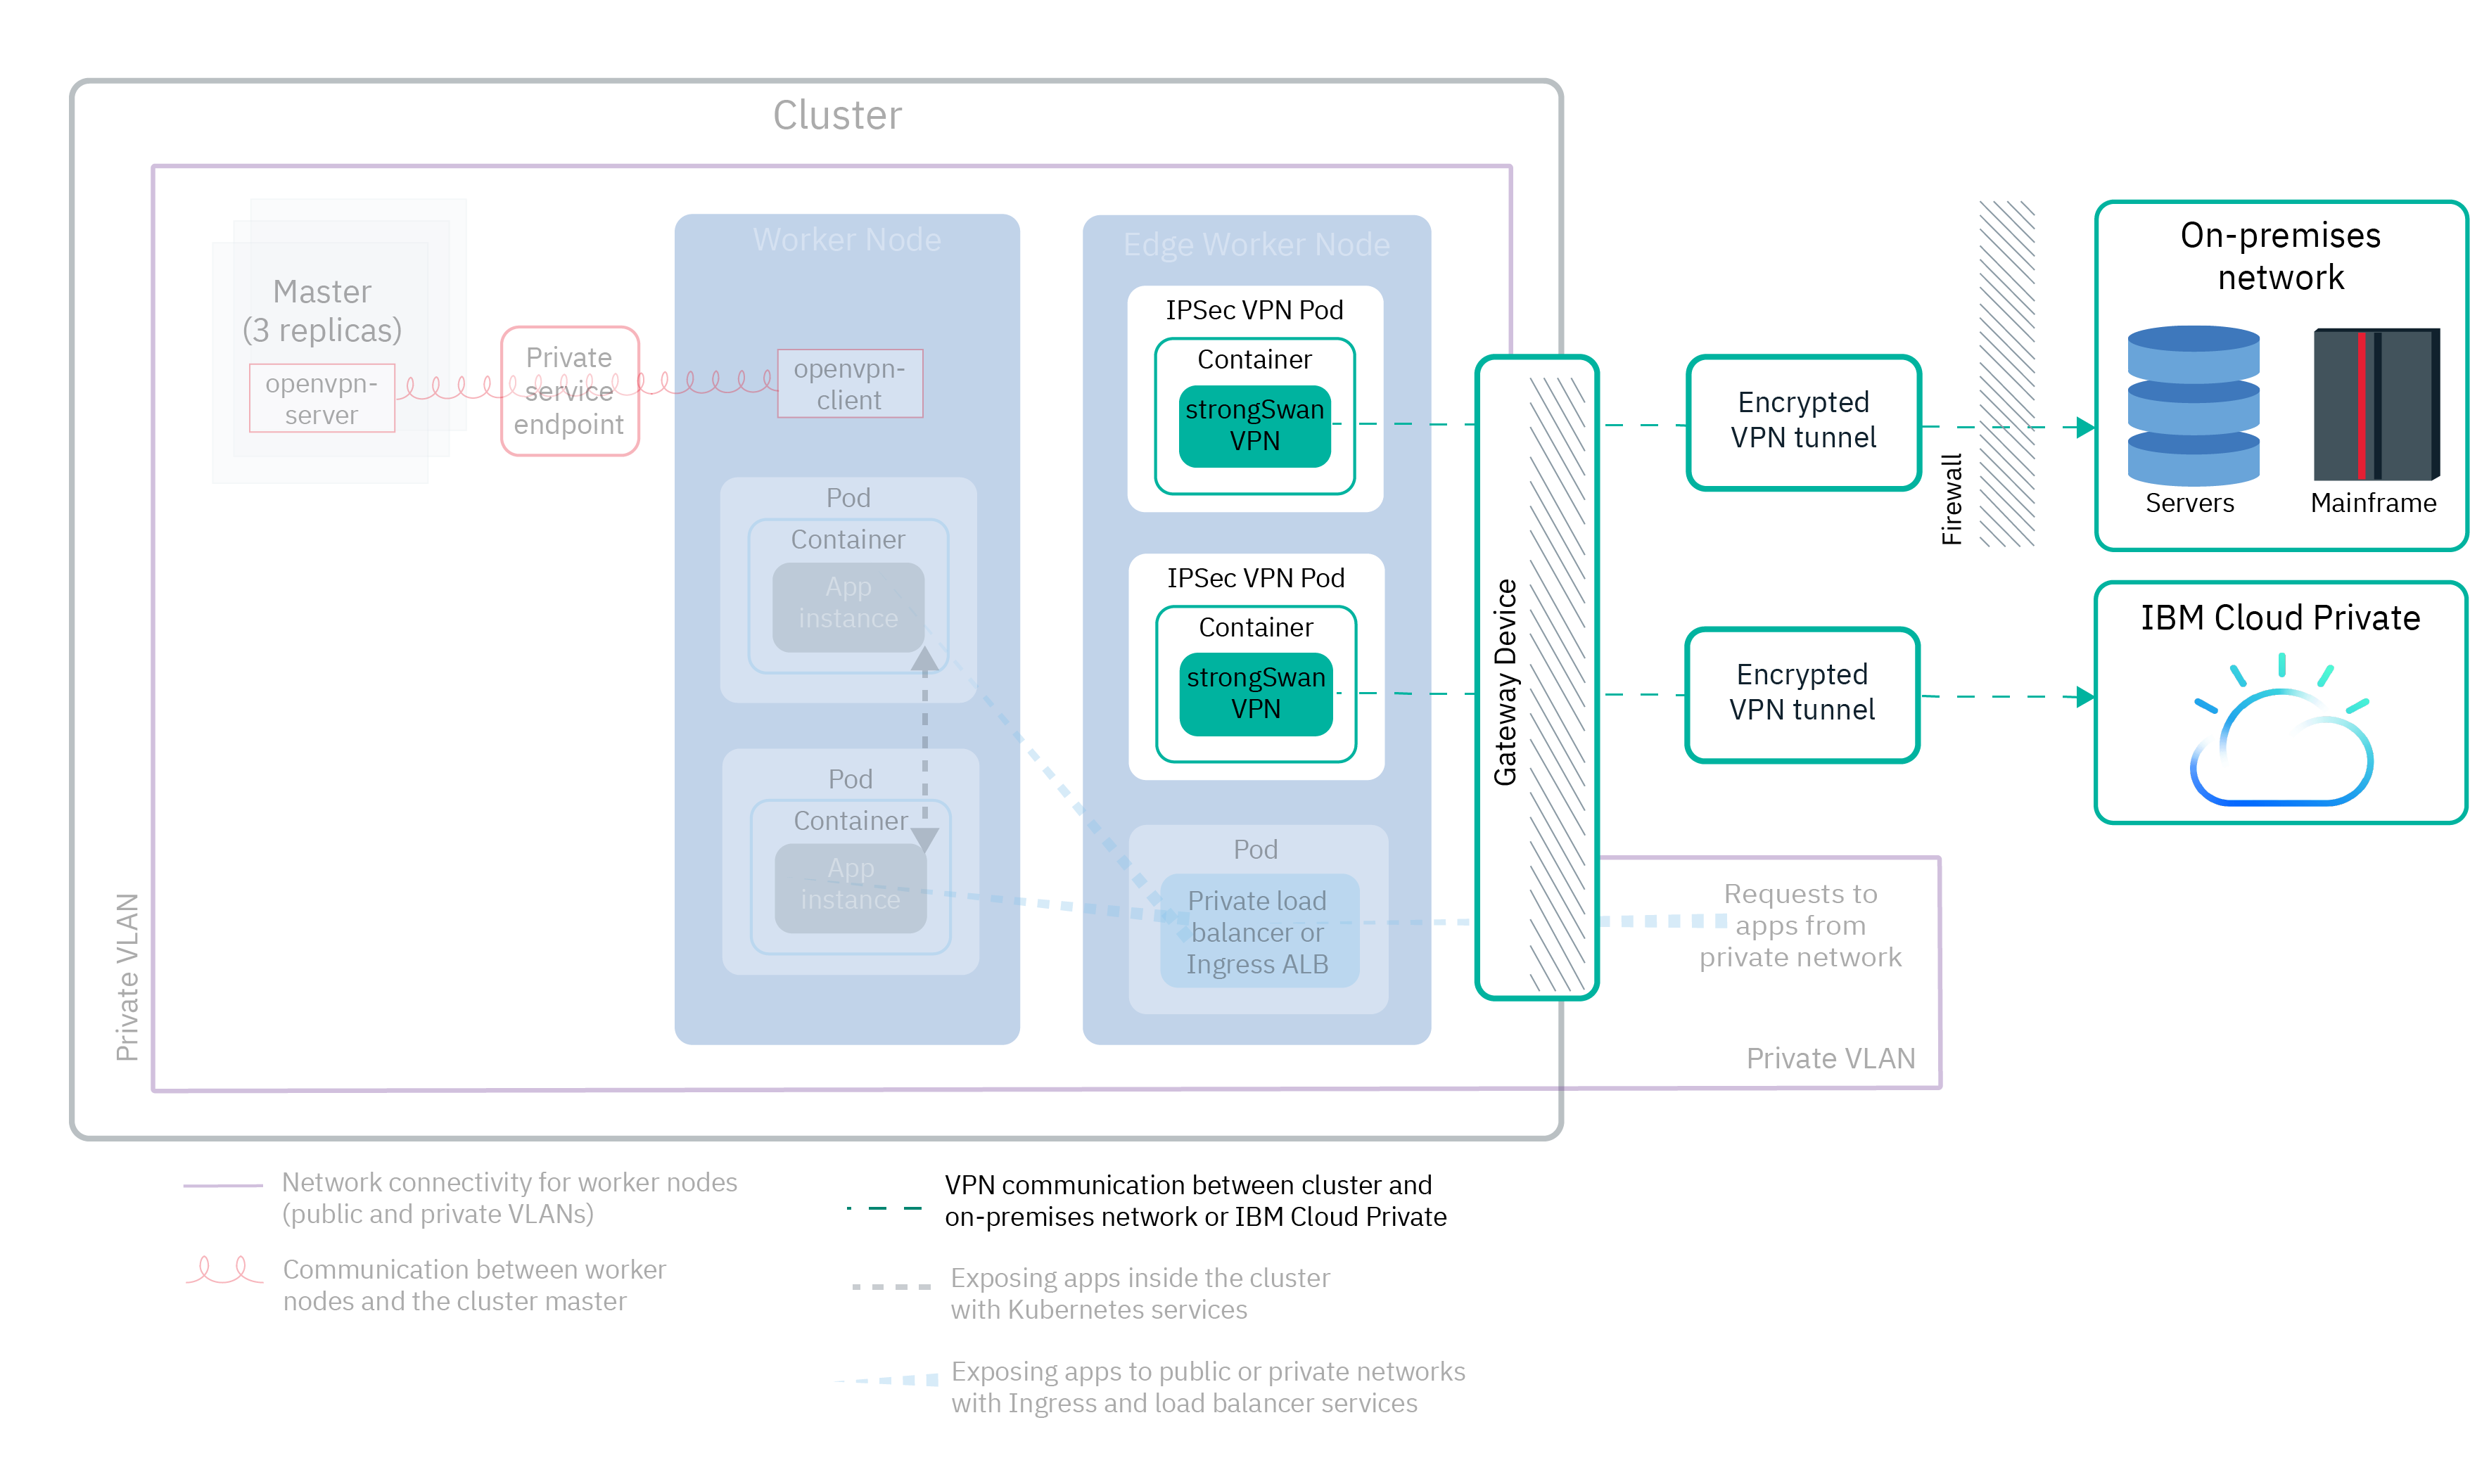 Cluster
Master
(3 replicas)
openvpn-
server
Private
service
endpoint
Worker Node
openvpn-
client
Pod
Container
App
instance
Pod
Container
App
instance
Edge Worker Node
IPSec VPN Pod
Container
strongSwan
VPN
IPSec VPN Pod
Container
strongSwan
VPN
Pod
Private load
balancer or
Ingress ALB
Gateway Device
Encrypted
VPN tunnel
Encrypted
VPN tunnel
Firewall
On-premises
network
Servers
Mainframe
IBM Cloud Private
Requests to
apps from
private network
Private VLAN
Private VLAN
Network connectivity for worker nodes
(public and private VLANs)
Communication between worker
nodes and the cluster master
VPN communication between cluster and
on-premises network or IBM Cloud Private
Exposing apps inside the cluster
with Kubernetes services
Exposing apps to public or private networks
with Ingress and load balancer services